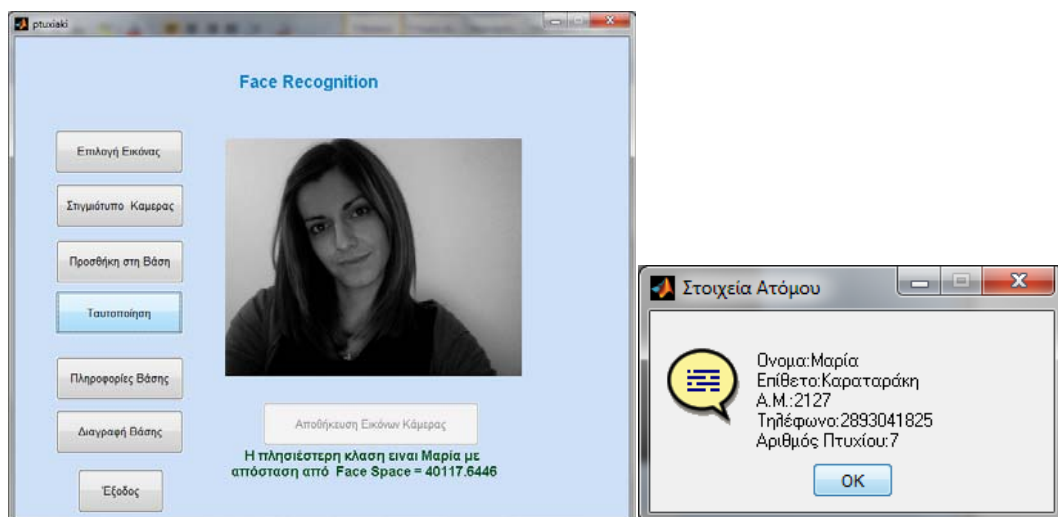 ptuxiaki
Face Recognition
Επιλογή Εικόνας
Στιγμιότυπο Καμερας
Προσθήκη στη Βάση
Ταυτοποίηση
Πληροφορίες Βάσης
Διαγραφή Βάσης
Έξοδος
Αποθήκευση Εικόνων Κάμερας
Η πλησιέστερη κλαση ειναι Μαρία με
απόσταση από Face Space = 40117.6446
Στοιχεία Ατόμου
Ονομα:Μαρία
Επίθετο:Καραταράκη
Α.Μ.:2127
Τηλέφωνο:2893041825
Αριθμός Πτυχίου:7
OK